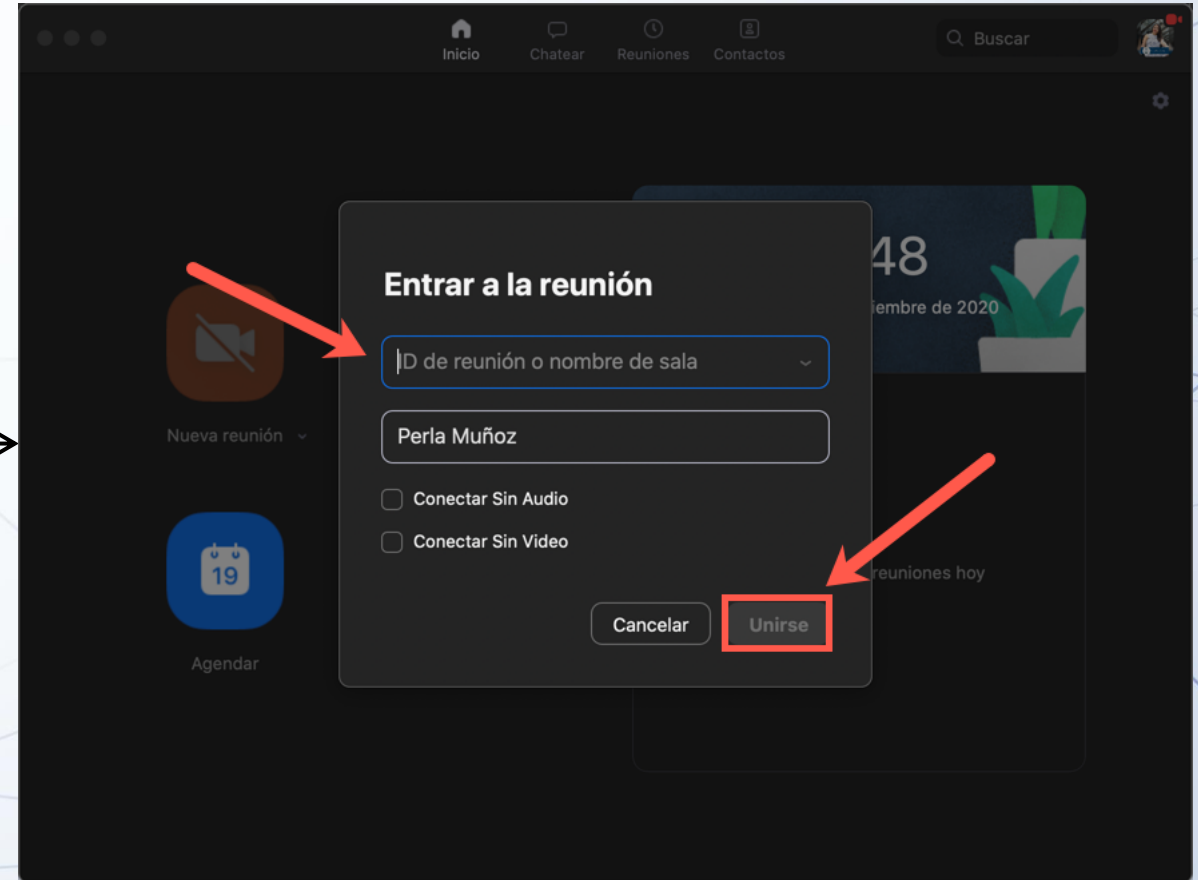 Inicio
Chatear
Reuniones
Contactos
Buscar
Entrar a la reunión
48
iembre de 2020
ID de reunión o nombre de sala
Nueva reunión
Perla Muñoz
Conectar Sin Audio
Conectar Sin Video
19
reuniones hoy
Cancelar
Unirse
Agendar